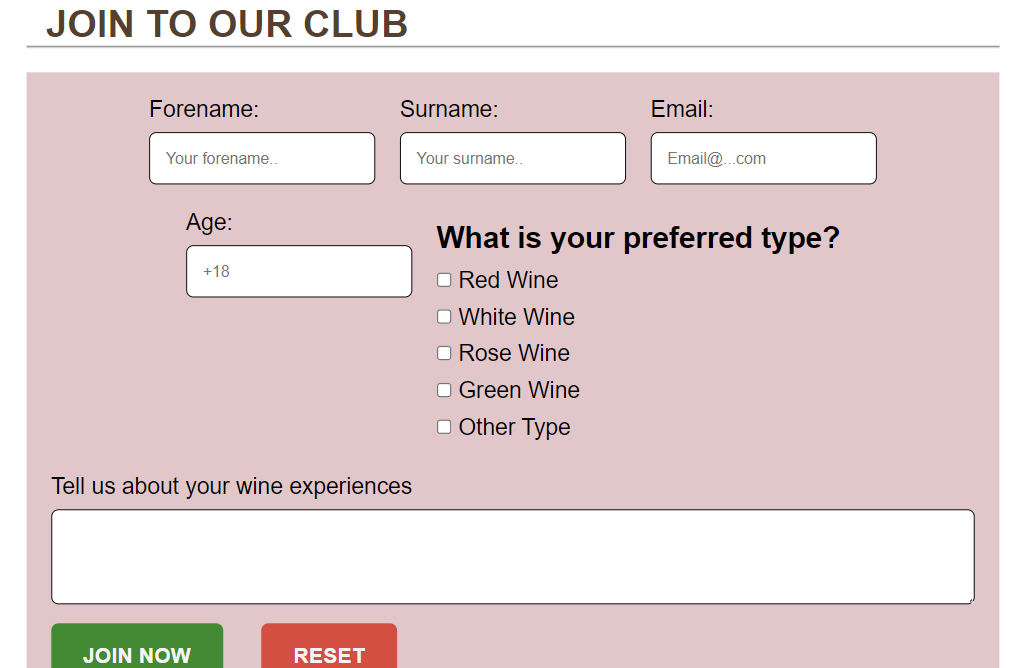 JOIN TO OUR CLUB
Forename: Surname: Email:
Your forename.. Your surname.. Email@...com
Age:
+18
What is your preferred type?
Red Wine
White Wine
Rose Wine
Green Wine
Other Type
Tell us about your wine experiences
JOIN NOW RESET